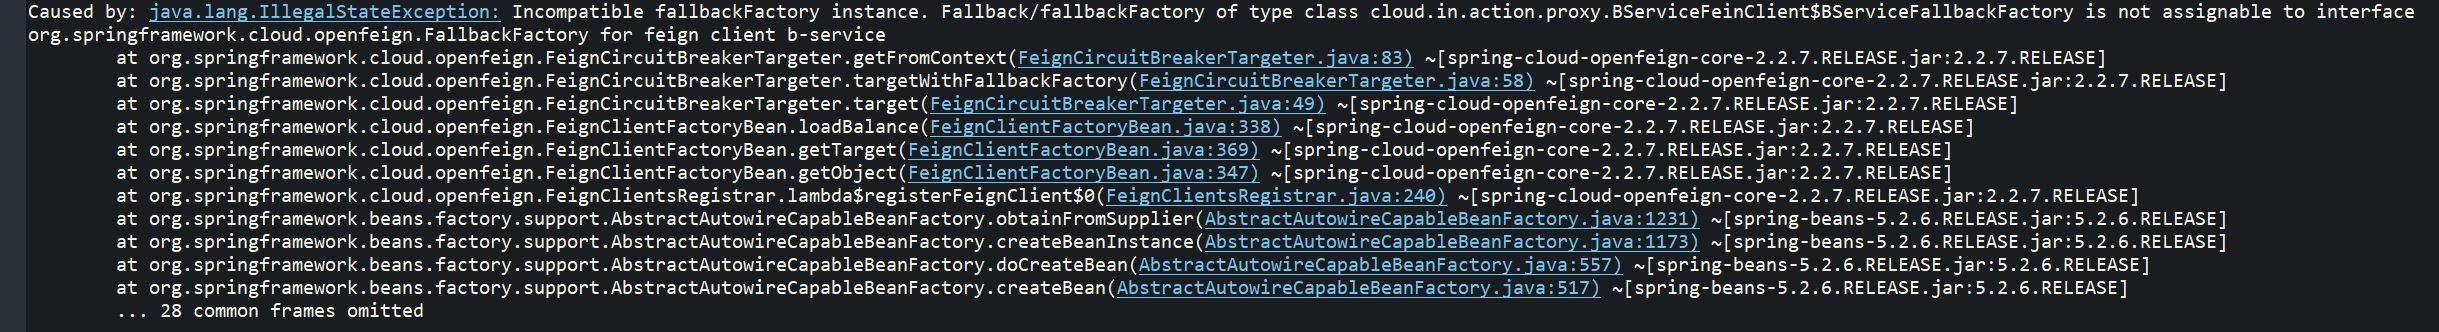 Caused by: java.lang.IllegalStateException: Incompatible fallbackFactory instance. Fallback/fallbackFactory of type class cloud.in.action.proxy.BServiceFeinClient$BServiceFallbackFactory is not assignable to interface
org.springframework.cloud.openfeign.FallbackFactory for feign client b-service
at org.springframework.cloud.openfeign.FeignCircuitBreakerTargeter.getFromContext(FeignCircuitBreakerTargeter.java:83) ~[spring-cloud-openfeign-core-2.2.7.RELEASE.jar:2.2.7.RELEASE]
at org.springframework.cloud.openfeign.FeignCircuitBreakerTargeter.targetWithFallbackFactory(FeignCircuitBreakerTargeter.java:58) ~[spring-cloud-openfeign-core-2.2.7.RELEASE.jar:2.2.7.RELEASE]
at org.springframework.cloud.openfeign.FeignCircuitBreakerTargeter.target(FeignCircuitBreakerTargeter.java:49) ~[spring-cloud-openfeign-core-2.2.7.RELEASE.jar:2.2.7.RELEASE]
at org.springframework.cloud.openfeign.FeignClientFactoryBean.loadBalance(FeignClientFactoryBean.java:338) ~[spring-cloud-openfeign-core-2.2.7.RELEASE.jar:2.2.7.RELEASE]
at org.springframework.cloud.openfeign.FeignClientFactoryBean.getTarget(FeignClientFactoryBean.java:369) ~[spring-cloud-openfeign-core-2.2.7.RELEASE.jar:2.2.7.RELEASE]
at org.springframework.cloud.openfeign.FeignClientFactoryBean.getObject(FeignClientFactoryBean.java:347) ~[spring-cloud-openfeign-core-2.2.7.RELEASE.jar:2.2.7.RELEASE]
at org.springframework.cloud.openfeign.FeignClientsRegistrar.lambda$registerFeignClient$0(FeignClientsRegistrar.java:240) ~[spring-cloud-openfeign-core-2.2.7.RELEASE.jar:2.2.7.RELEASE]
at org.springframework.beans.factory.support.AbstractAutowireCapableBeanFactory.obtainFromSupplier(AbstractAutowireCapableBeanFactory.java:1231) ~[spring-beans-5.2.6.RELEASE.jar:5.2.6.RELEASE]
at org.springframework.beans.factory.support.AbstractAutowireCapableBeanFactory.createBeanInstance(AbstractAutowireCapableBeanFactory.java:1173) ~[spring-beans-5.2.6.RELEASE.jar:5.2.6.RELEASE]
at org.springframework.beans.factory.support.AbstractAutowireCapableBeanFactory.doCreateBean(AbstractAutowireCapableBeanFactory.java:557) ~[spring-beans-5.2.6.RELEASE.jar:5.2.6.RELEASE]
at org.springframework.beans.factory.support.AbstractAutowireCapableBeanFactory.createBean(AbstractAutowireCapableBeanFactory.java:517) ~[spring-beans-5.2.6.RELEASE.jar:5.2.6.RELEASE]
... 28 common frames omitted